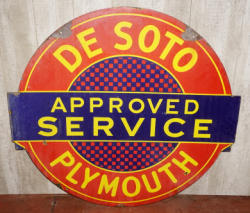 DE SOTO
APPROVED
SERVICE
PLYMOUTH